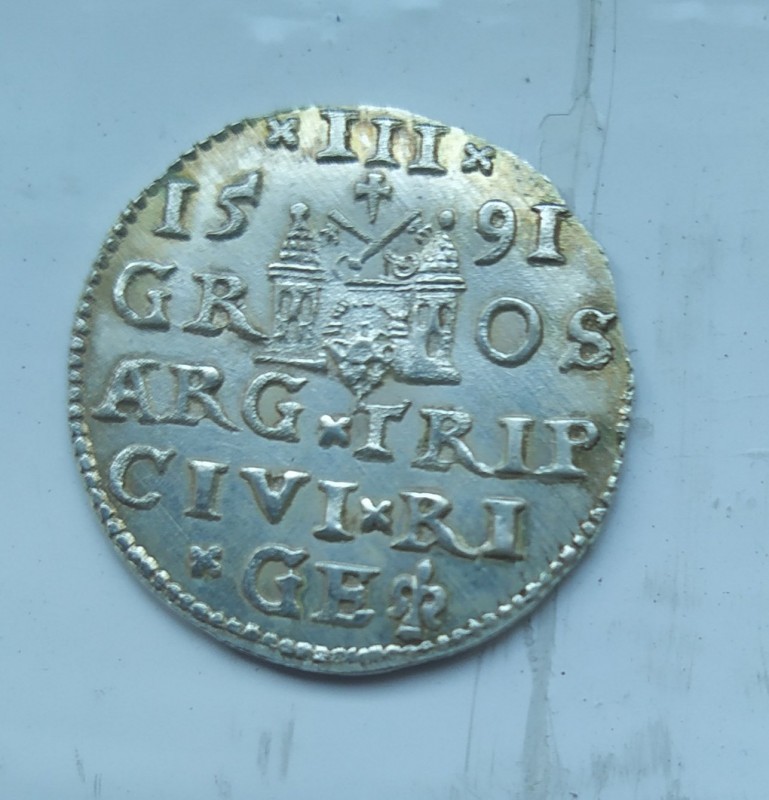 III
15 91
GR OS
ARG TRIP
CIVI RI
GE